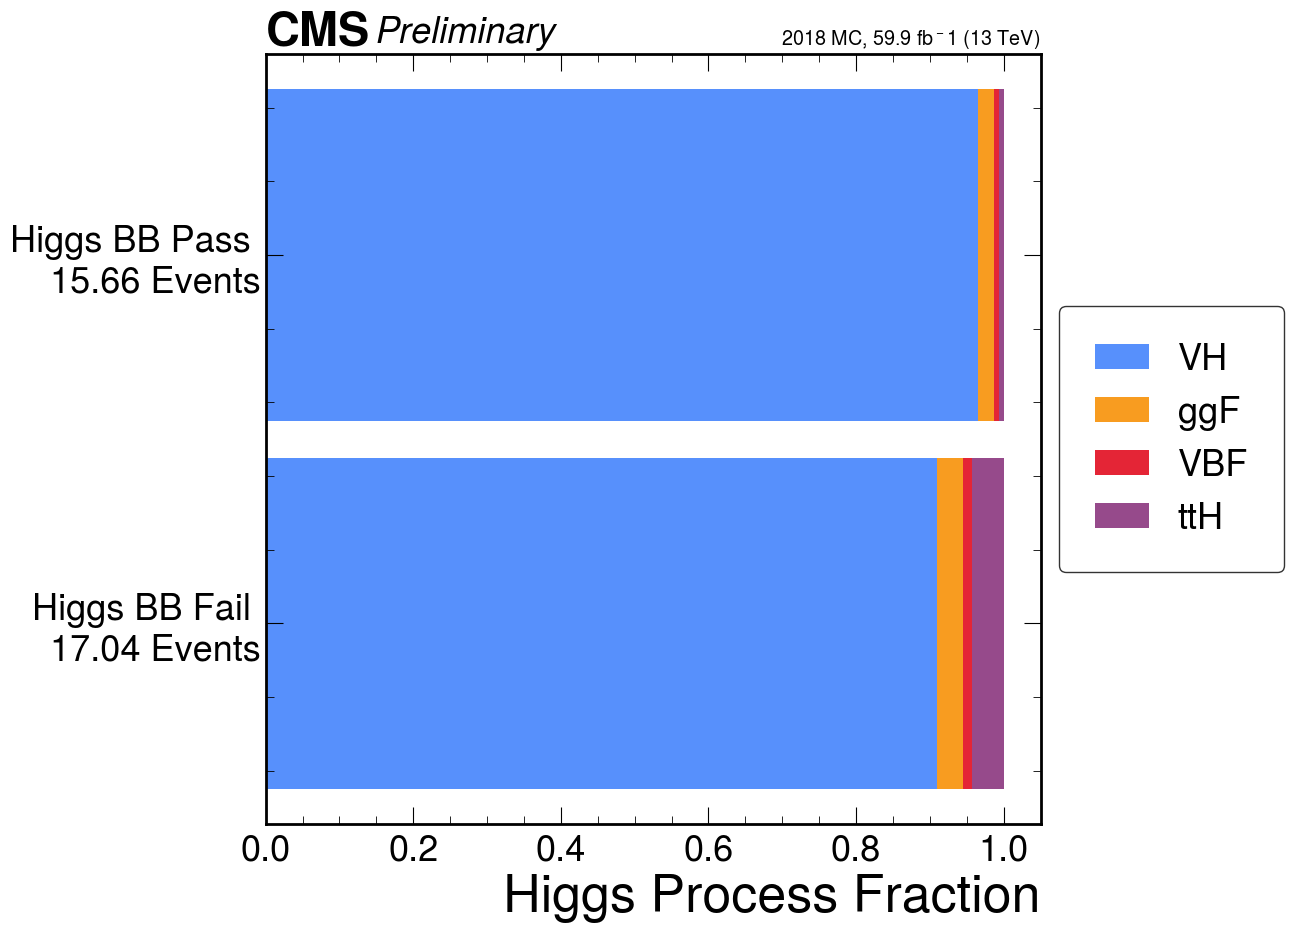 CMS Preliminary
2018 MC, 59.9 fb⁻1 (13 TeV)
Higgs BB Pass
15.66 Events
Higgs BB Fail
17.04 Events
VH
ggF
VBF
ttH
0.0 0.2 0.4 0.6 0.8 1.0
Higgs Process Fraction